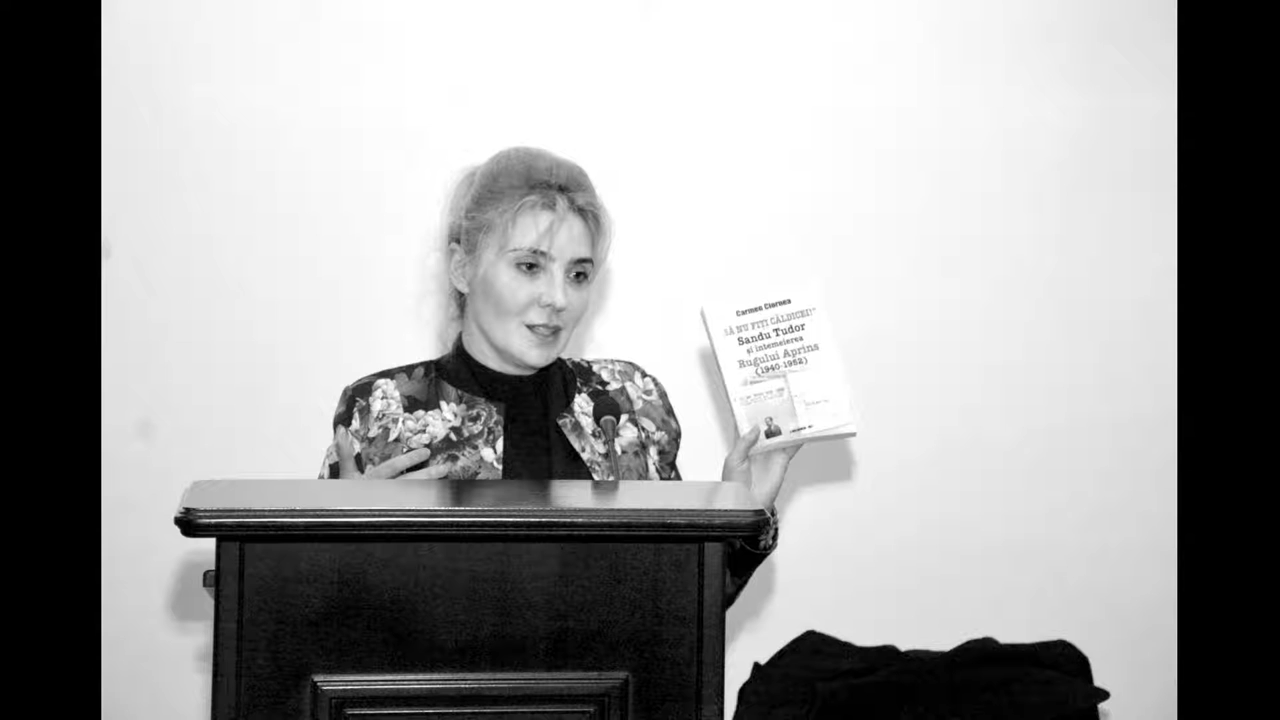 Carmen Ciornea
SĂ NU FIȚI CĂLDICEI!"
Sandu Tudor
și întemeierea
Rugului Aprins
(1940-1952)